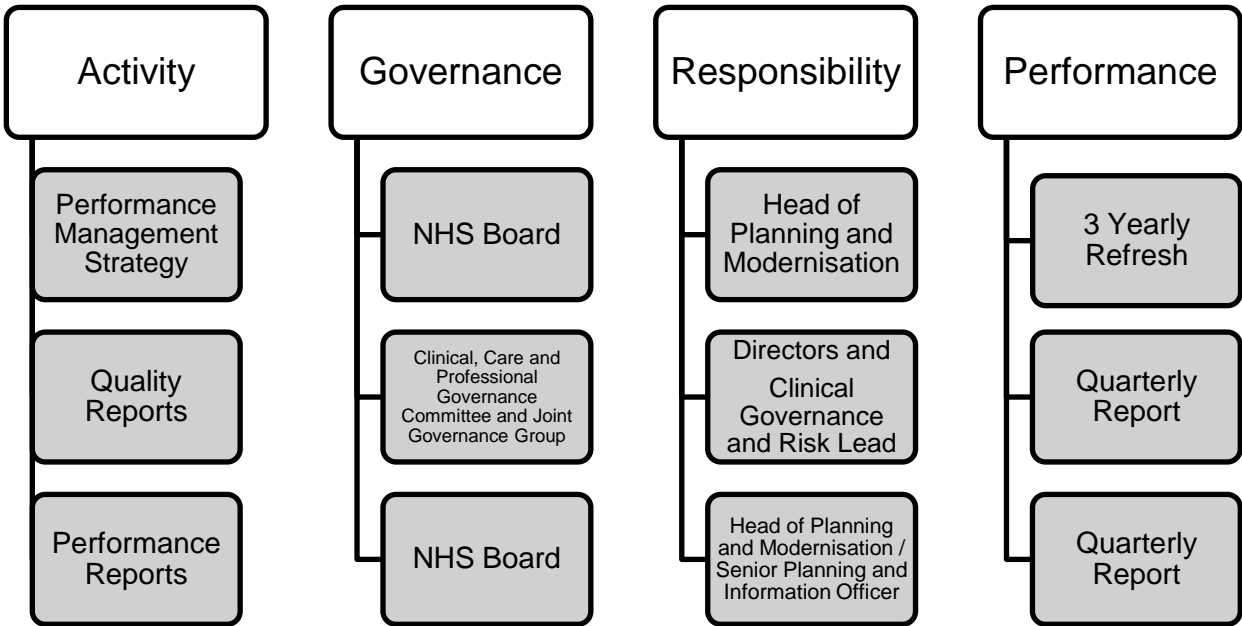 Activity
Performance
Management
Strategy
Quality
Reports
Performance
Reports
Governance
NHS Board
Clinical, Care and
Professional
Governance
Committee and Joint
Governance Group
NHS Board
Responsibility
Head of
Planning and
Modernisation
Directors and
Clinical
Governance
and Risk Lead
Head of Planning
and Modernisation /
Senior Planning and
Information Officer
Performance
3 Yearly
Refresh
Quarterly
Report
Quarterly
Report